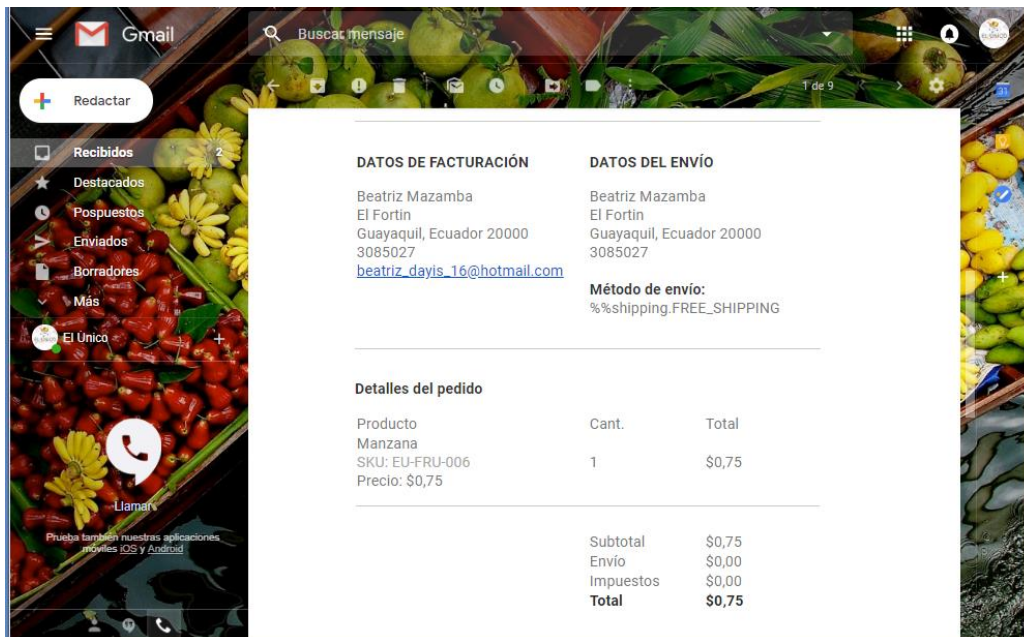 Gmail
Buscar mensaje
Redactar
1 de 9
Recibidos 2
Destacados
Pospuestos
Enviados
Borradores
Más
El Único
Llamar
Prueba también nuestras aplicaciones
móviles iOS y Android
DATOS DE FACTURACIÓN
Beatriz Mazamba
El Fortin
Guayaquil, Ecuador 20000
3085027
beatriz_dayis_16@hotmail.com
DATOS DEL ENVÍO
Beatriz Mazamba
El Fortin
Guayaquil, Ecuador 20000
3085027
Método de envío:
%%shipping.FREE_SHIPPING
Detalles del pedido
Producto Cant. Total
Manzana
SKU: EU-FRU-006 1 $0,75
Precio: $0,75
Subtotal $0,75
Envío $0,00
Impuestos $0,00
Total $0,75
31